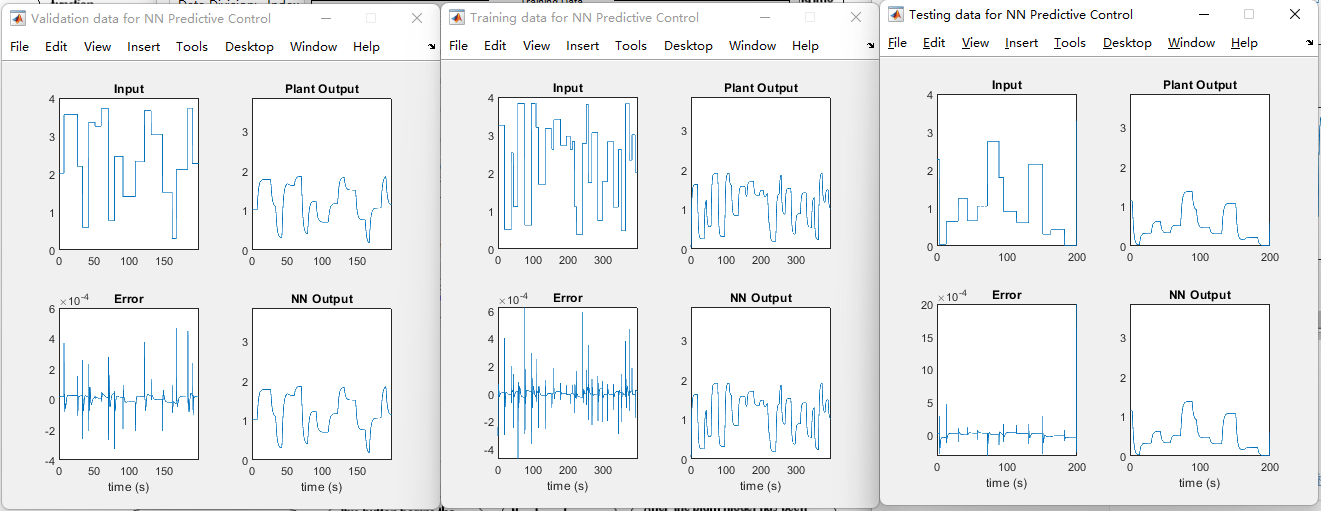 Validation data for NN Predictive Control
File Edit View Insert Tools Desktop Window Help
Input
4
3
2
1
0
0 50 100 150
Plant Output
3
2
1
0
0 50 100 150
Error
×10-4
6
4
2
0
-2
-4
0 50 100 150
time (s)
NN Output
3
2
1
0
0 50 100 150
time (s)
Training data for NN Predictive Control
File Edit View Insert Tools Desktop Window Help
Input
4
3
2
1
0
0 100 200 300
Plant Output
3
2
1
0
0 100 200 300
Error
×10-4
6
4
2
0
-2
-4
0 100 200 300
time (s)
NN Output
3
2
1
0
0 100 200 300
time (s)
Testing data for NN Predictive Control
File Edit View Insert Tools Desktop Window Help
Input
4
3
2
1
0
0 100 200
Plant Output
3
2
1
0
0 100 200
Error
×10-4
20
15
10
5
0
0 100 200
time (s)
NN Output
3
2
1
0
0 100 200
time (s)